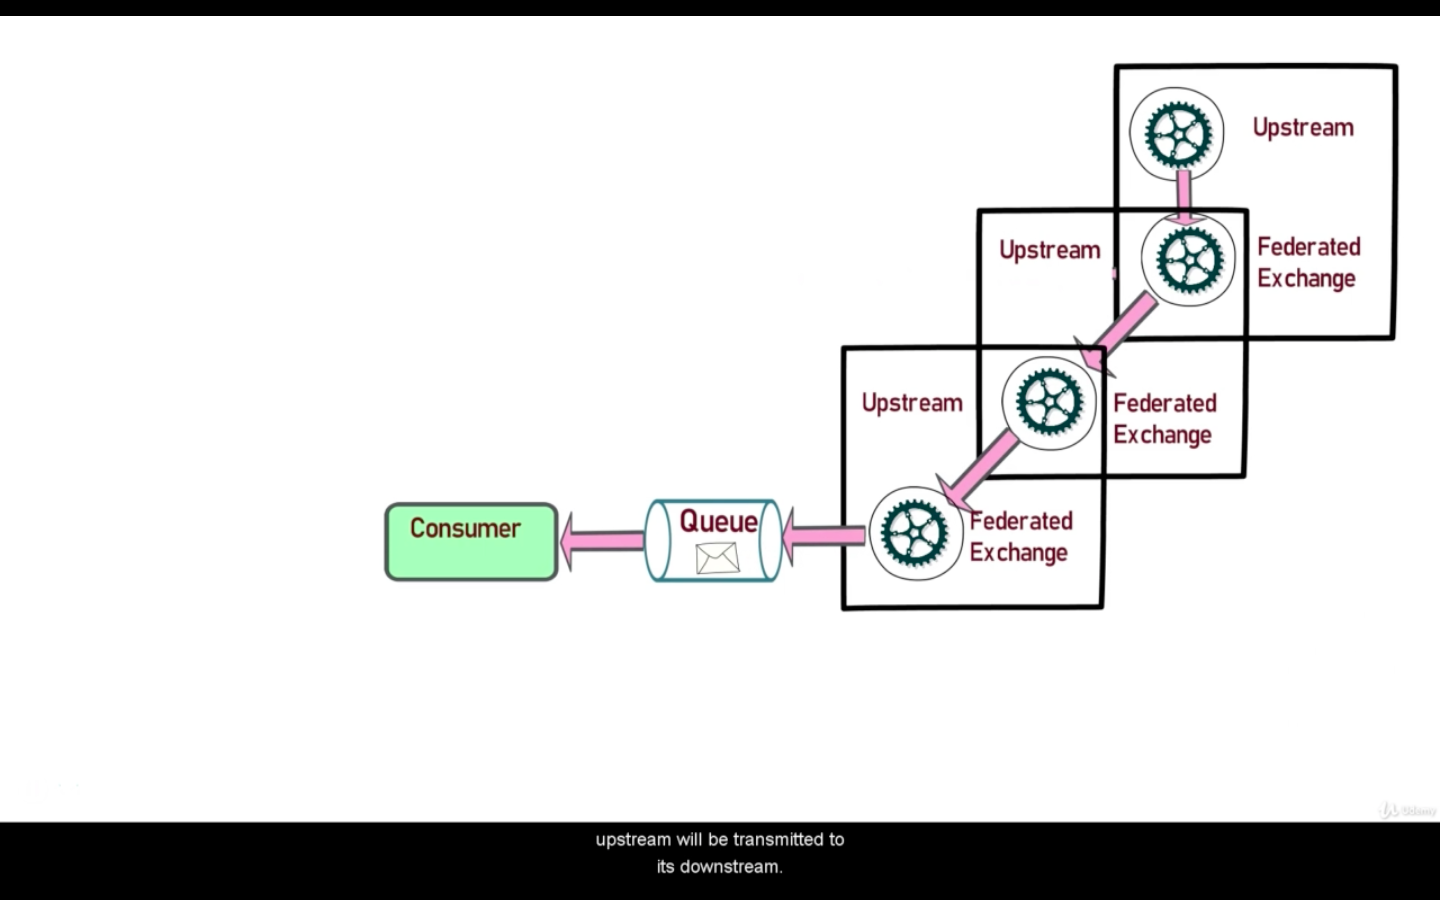 Upstream
Upstream
Federated
Exchange
Upstream
Federated
Exchange
Consumer
Queue
Federated
Exchange
Udemy
upstream will be transmitted to
its downstream.